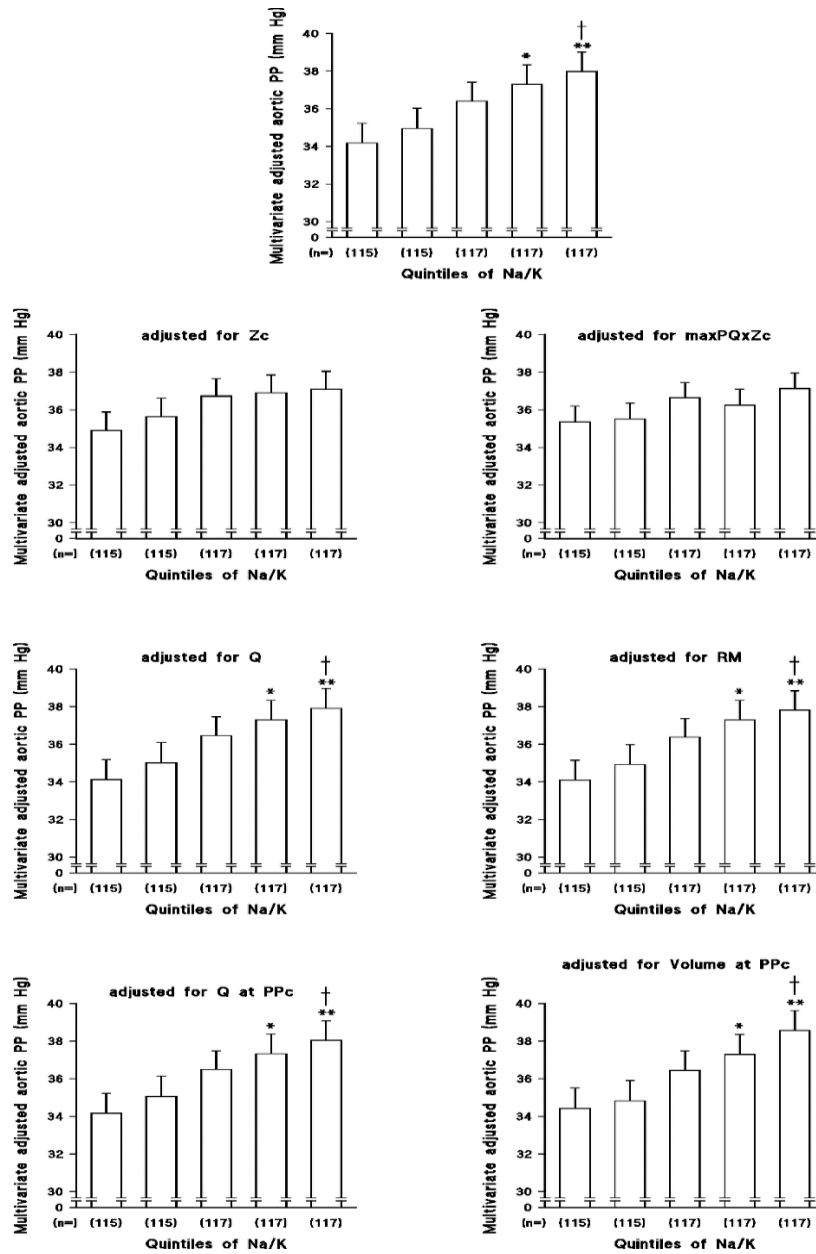 Multivariate adjusted aortic PP (mm Hg)
40
38
36
34
32
30
0
* ** †
(n=) (115) (115) (117) (117) (117)
Quintiles of Na/K
adjusted for Zc
Multivariate adjusted aortic PP (mm Hg)
40
38
36
34
32
30
0
(n=) (115) (115) (117) (117) (117)
Quintiles of Na/K
adjusted for maxPQxZc
Multivariate adjusted aortic PP (mm Hg)
40
38
36
34
32
30
0
(n=) (115) (115) (117) (117) (117)
Quintiles of Na/K
adjusted for Q
Multivariate adjusted aortic PP (mm Hg)
40
38
36
34
32
30
0
* ** †
(n=) (115) (115) (117) (117) (117)
Quintiles of Na/K
adjusted for RM
Multivariate adjusted aortic PP (mm Hg)
40
38
36
34
32
30
0
* ** †
(n=) (115) (115) (117) (117) (117)
Quintiles of Na/K
adjusted for Q at PPc
Multivariate adjusted aortic PP (mm Hg)
40
38
36
34
32
30
0
* ** †
(n=) (115) (115) (117) (117) (117)
Quintiles of Na/K
adjusted for Volume at PPc
Multivariate adjusted aortic PP (mm Hg)
40
38
36
34
32
30
0
* ** †
(n=) (115) (115) (117) (117) (117)
Quintiles of Na/K